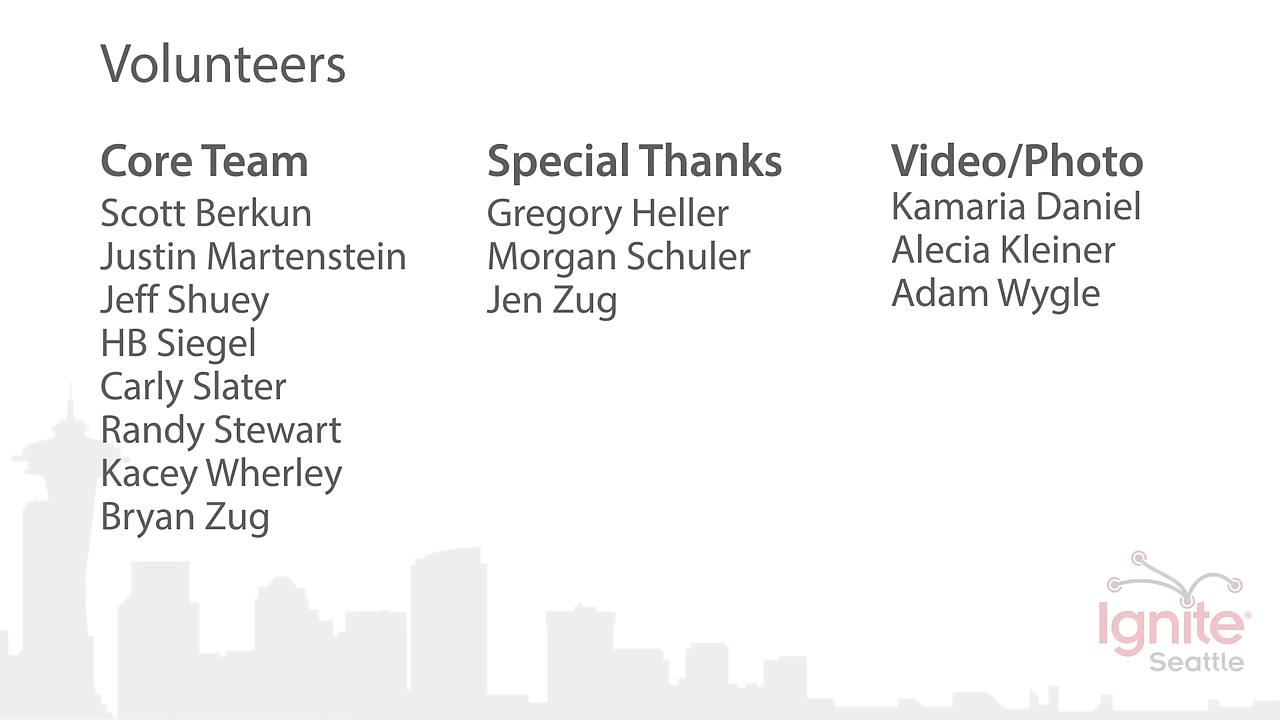 Volunteers
Core Team
Scott Berkun
Justin Martenstein
Jeff Shuey
HB Siegel
Carly Slater
Randy Stewart
Kacey Wherley
Bryan Zug
Special Thanks
Gregory Heller
Morgan Schuler
Jen Zug
Video/Photo
Kamaria Daniel
Alecia Kleiner
Adam Wygle
Ignite®
Seattle